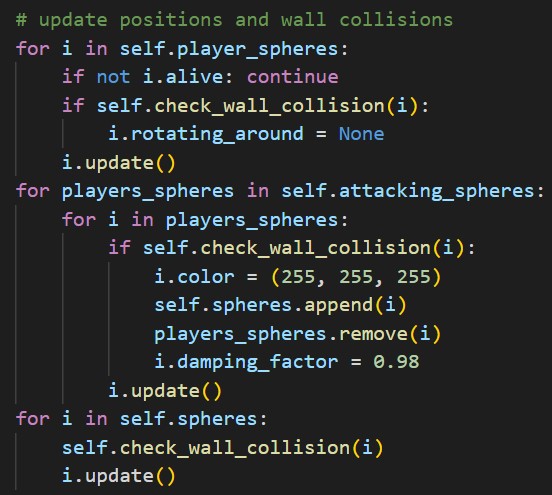 # update positions and wall collisions
for i in self.player_spheres:
    if not i.alive: continue
    if self.check_wall_collision(i):
        i.rotating_around = None
    i.update()
for players_spheres in self.attacking_spheres:
    for i in players_spheres:
        if self.check_wall_collision(i):
            i.color = (255, 255, 255)
            self.spheres.append(i)
            players_spheres.remove(i)
            i.damping_factor = 0.98
        i.update()
for i in self.spheres:
    self.check_wall_collision(i)
    i.update()